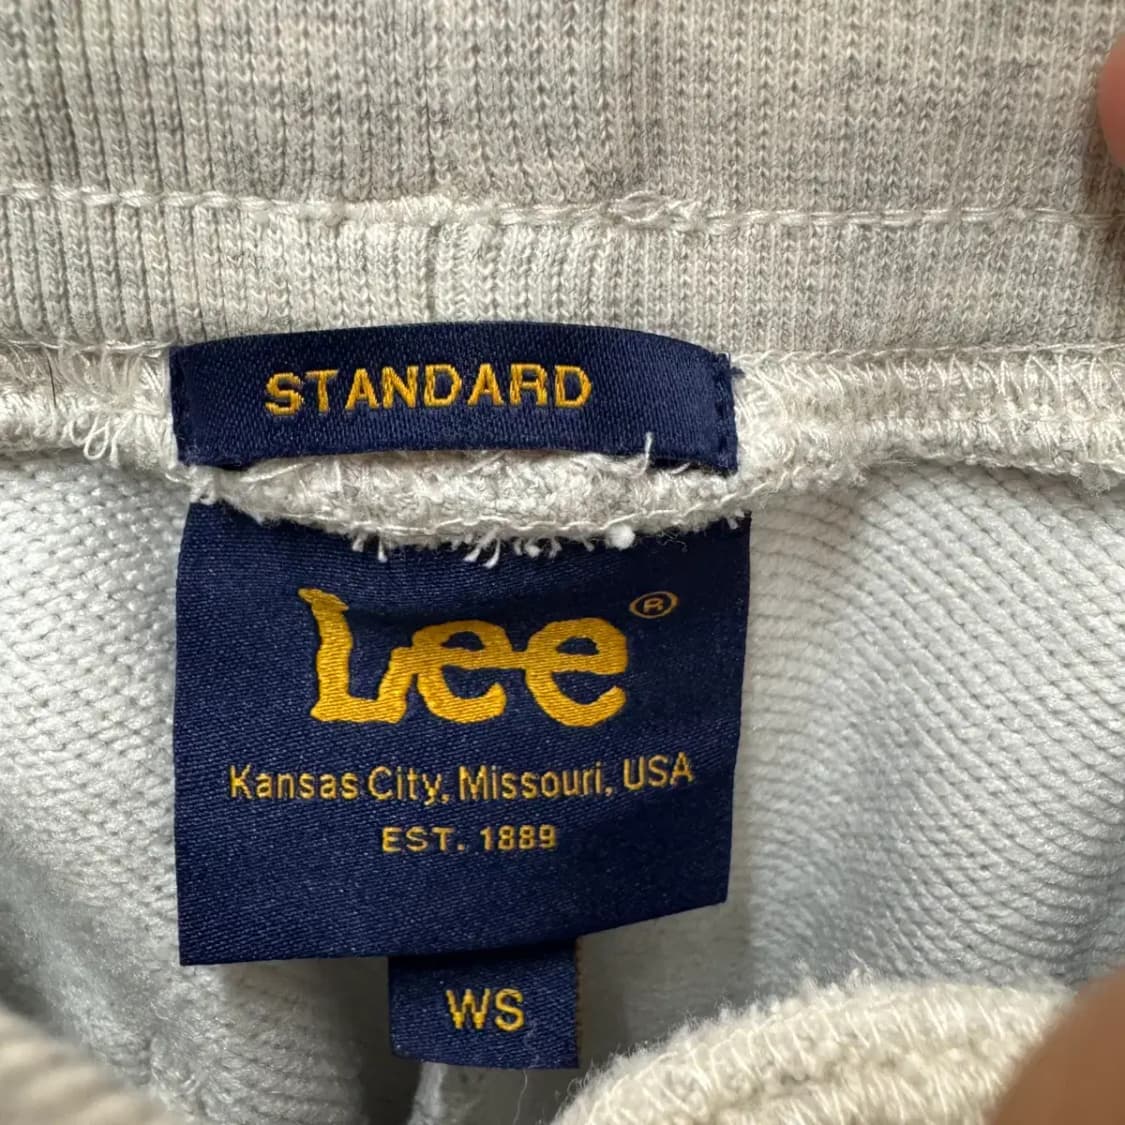 STANDARD
Lee ®
Kansas City, Missouri, USA
EST. 1889
WS